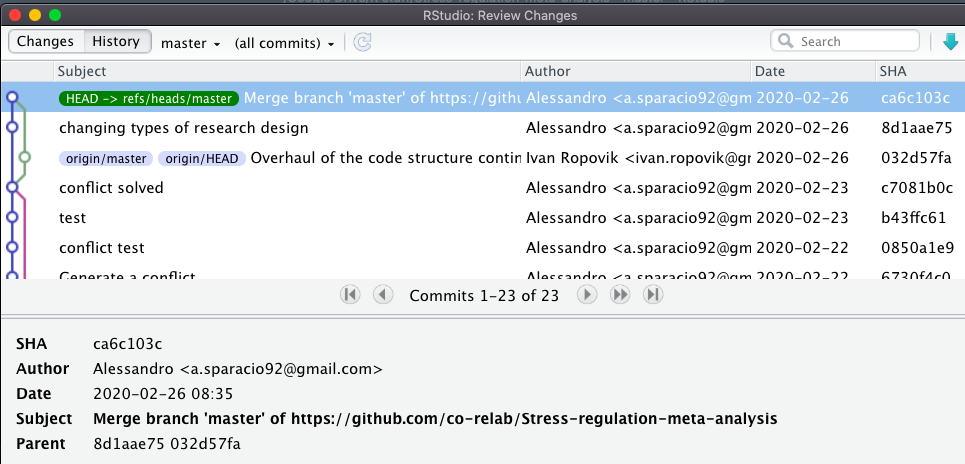 RStudio: Review Changes
Changes History master (all commits) Search
Subject Author Date SHA
HEAD -> refs/heads/master Merge branch 'master' of https://githu Alessandro <a.sparacio92@gm 2020-02-26 ca6c103c
changing types of research design Alessandro <a.sparacio92@gm 2020-02-26 8d1aae75
origin/master origin/HEAD Overhaul of the code structure contin Ivan Ropovik <ivan.ropovik@gr 2020-02-26 032d57fa
conflict solved Alessandro <a.sparacio92@gm 2020-02-23 c7081b0c
test Alessandro <a.sparacio92@gm 2020-02-23 b43ffc61
conflict test Alessandro <a.sparacio92@gm 2020-02-22 0850a1e9
Generate a conflict Alessandro <a.sparacio92@gm 2020-02-22 6730f4c0
Commits 1-23 of 23
SHA ca6c103c
Author Alessandro <a.sparacio92@gmail.com>
Date 2020-02-26 08:35
Subject Merge branch 'master' of https://github.com/co-relab/Stress-regulation-meta-analysis
Parent 8d1aae75 032d57fa